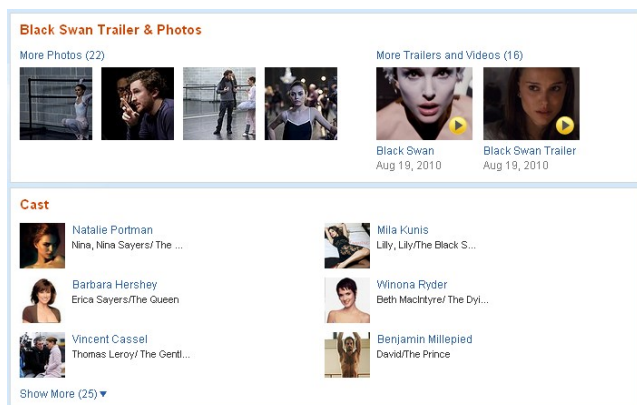 Black Swan Trailer & Photos
More Photos (22)
More Trailers and Videos (16)
Black Swan
Aug 19, 2010
Black Swan Trailer
Aug 19, 2010
Cast
Natalie Portman
Nina, Nina Sayers/ The ...
Mila Kunis
Lilly, Lily/The Black S...
Barbara Hershey
Erica Sayers/The Queen
Winona Ryder
Beth MacIntyre/ The Dyi...
Vincent Cassel
Thomas Leroy/ The Gentl...
Benjamin Millepied
David/The Prince
Show More (25)